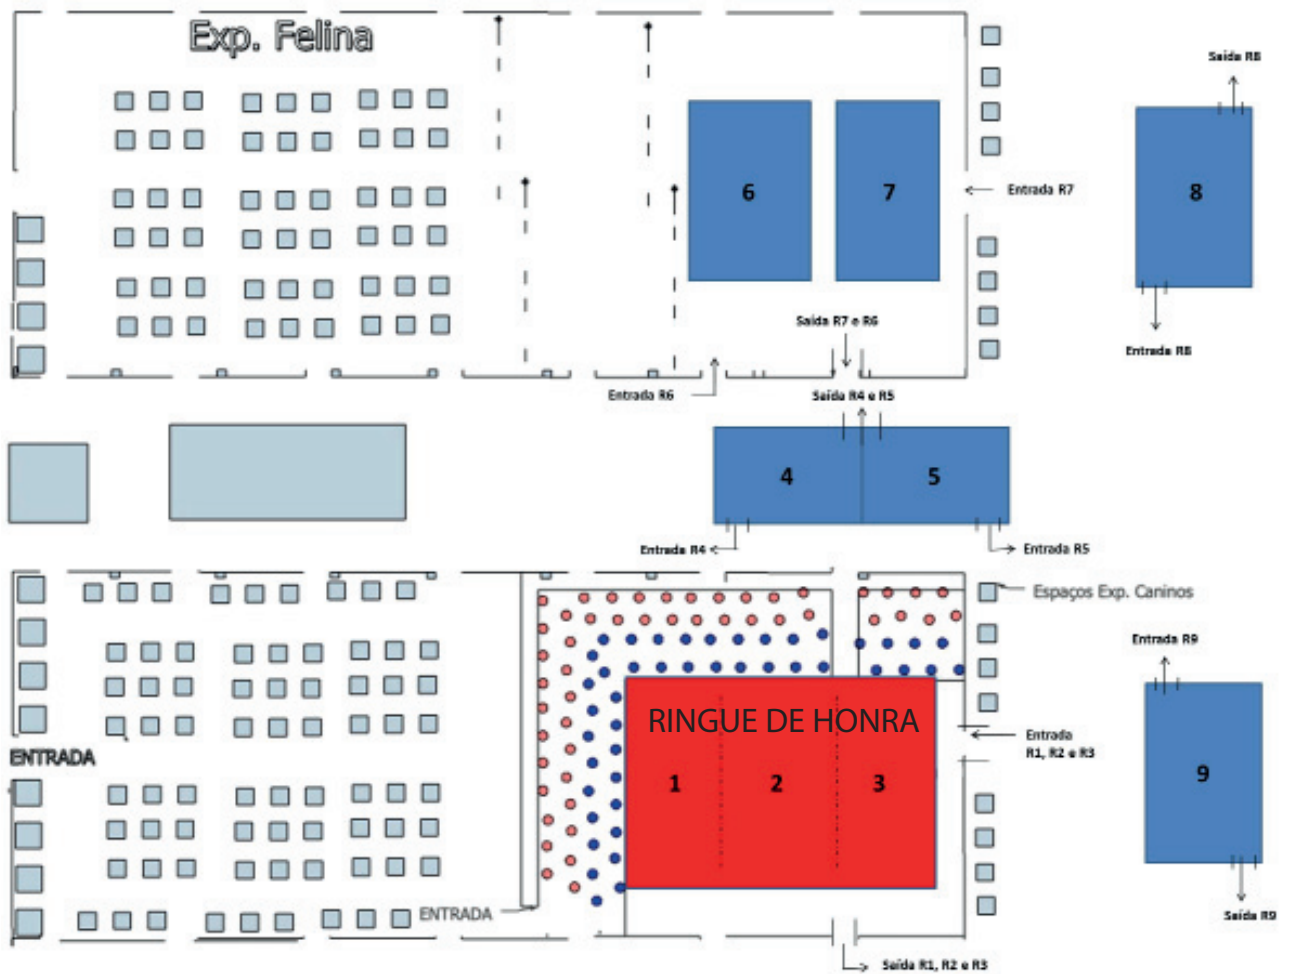 Exp. Felina
Saída R8
6
7
Entrada R7
8
Saída R7 e R6
Entrada R8
Entrada R6
Saída R4 e R5
4
5
Entrada R4
Entrada R5
Espaços Exp. Caninos
Entrada R9
RINGUE DE HONRA
Entrada
R1, R2 e R3
ENTRADA
1
2
3
9
ENTRADA
Saída R9
Saída R1, R2 e R3